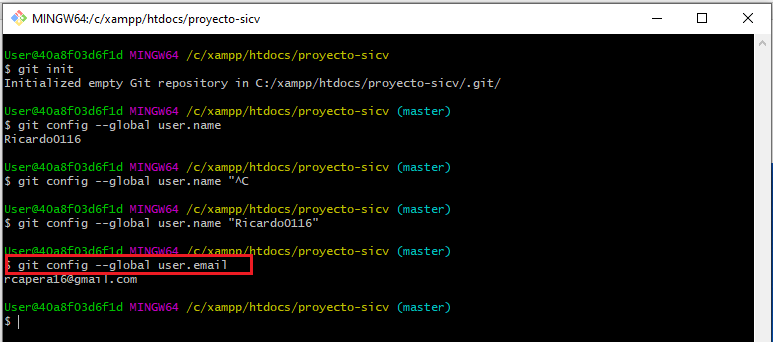 MINGW64:/c/xampp/htdocs/proyecto-sicv
User@40a8f03d6f1d MINGW64 /c/xampp/htdocs/proyecto-sicv
$ git init
Initialized empty Git repository in C:/xampp/htdocs/proyecto-sicv/.git/
User@40a8f03d6f1d MINGW64 /c/xampp/htdocs/proyecto-sicv (master)
$ git config --global user.name
Ricardo0116
User@40a8f03d6f1d MINGW64 /c/xampp/htdocs/proyecto-sicv (master)
$ git config --global user.name "^C
User@40a8f03d6f1d MINGW64 /c/xampp/htdocs/proyecto-sicv (master)
$ git config --global user.name "Ricardo0116"
User@40a8f03d6f1d MINGW64 /c/xampp/htdocs/proyecto-sicv (master)
$ git config --global user.email
rcapera16@gmail.com
User@40a8f03d6f1d MINGW64 /c/xampp/htdocs/proyecto-sicv (master)
$